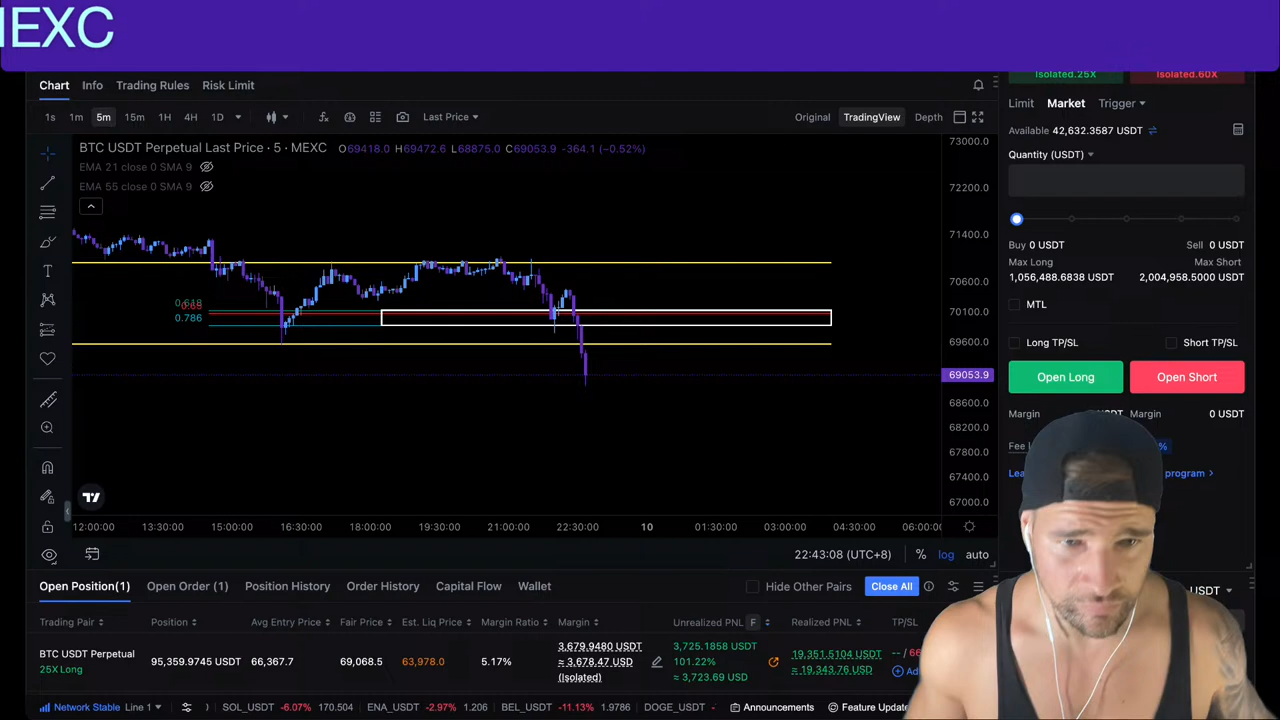 MEXC
Isolated.25X Isolated.60X
Chart Info Trading Rules Risk Limit
Limit Market Trigger
1s 1m 5m 15m 1H 4H 1D Last Price Original TradingView Depth
Available 42,632.3587 USDT
BTC USDT Perpetual Last Price · 5 · MEXC O69418.0 H69472.6 L68875.0 C69053.9 -364.1 (-0.52%)
EMA 21 close 0 SMA 9
EMA 55 close 0 SMA 9
Quantity (USDT)
73000.0
72200.0
71400.0
70600.0
70100.0
69600.0
69053.9
68600.0
68200.0
67800.0
67400.0
67000.0
0.618
0.65
0.786
Buy 0 USDT Sell 0 USDT
Max Long Max Short
1,056,488.6838 USDT 2,004,958.5000 USDT
MTL
Long TP/SL Short TP/SL
Open Long Open Short
Margin USDT Margin 0 USDT
Fee %
program >
12:00:00 13:30:00 15:00:00 16:30:00 18:00:00 19:30:00 21:00:00 22:30:00 10 01:30:00 03:00:00 04:30:00 06:00:00
22:43:08 (UTC+8) % log auto
Open Position(1) Open Order (1) Position History Order History Capital Flow Wallet Hide Other Pairs Close All
USDT
Trading Pair Position Avg Entry Price Fair Price Est. Liq Price Margin Ratio Margin Unrealized PNL F Realized PNL TP/SL
BTC USDT Perpetual 95,359.9745 USDT 66,367.7 69,068.5 63,978.0 5.17% 3,679.9480 USDT 3,725.1858 USDT 19,351.5104 USDT -- / 66
25X Long ≈ 3,678.47 USD 101.22% ≈ 19,343.76 USD
(Isolated) ≈ 3,723.69 USD
Network Stable Line 1 SOL_USDT -6.07% 170.504 ENA_USDT -2.97% 1.206 BEL_USDT -11.13% 1.9786 DOGE_USDT Announcements